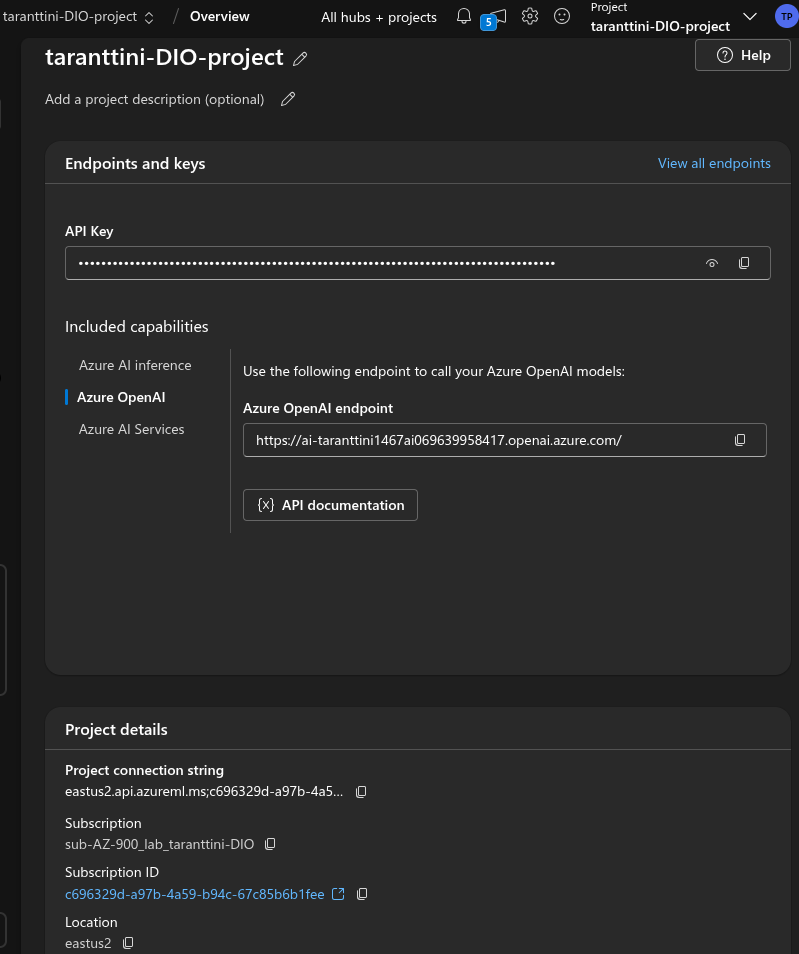 taranttini-DIO-project / Overview All hubs + projects 5 Project taranttini-DIO-project TP
taranttini-DIO-project
Help
Add a project description (optional)
Endpoints and keys
View all endpoints
API Key
••••••••••••••••••••••••••••••••••••••••••••••••••••••••••••••••••••••••••••••••••••
Included capabilities
Azure AI inference
Azure OpenAI
Azure AI Services
Use the following endpoint to call your Azure OpenAI models:
Azure OpenAI endpoint
https://ai-taranttini1467ai069639958417.openai.azure.com/
{x} API documentation
Project details
Project connection string
eastus2.api.azureml.ms;c696329d-a97b-4a5...
Subscription
sub-AZ-900_lab_taranttini-DIO
Subscription ID
c696329d-a97b-4a59-b94c-67c85b6b1fee
Location
eastus2